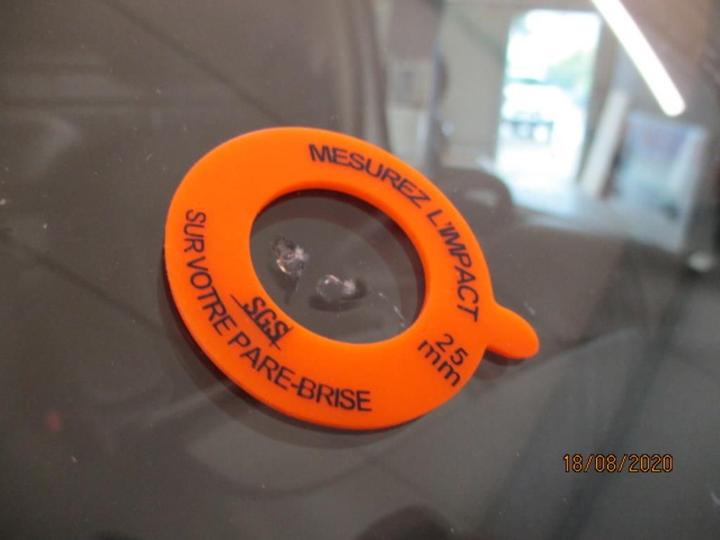 MESUREZ L'IMPACT
SUR VOTRE PARE-BRISE
SGS
25
mm
18/08/2020